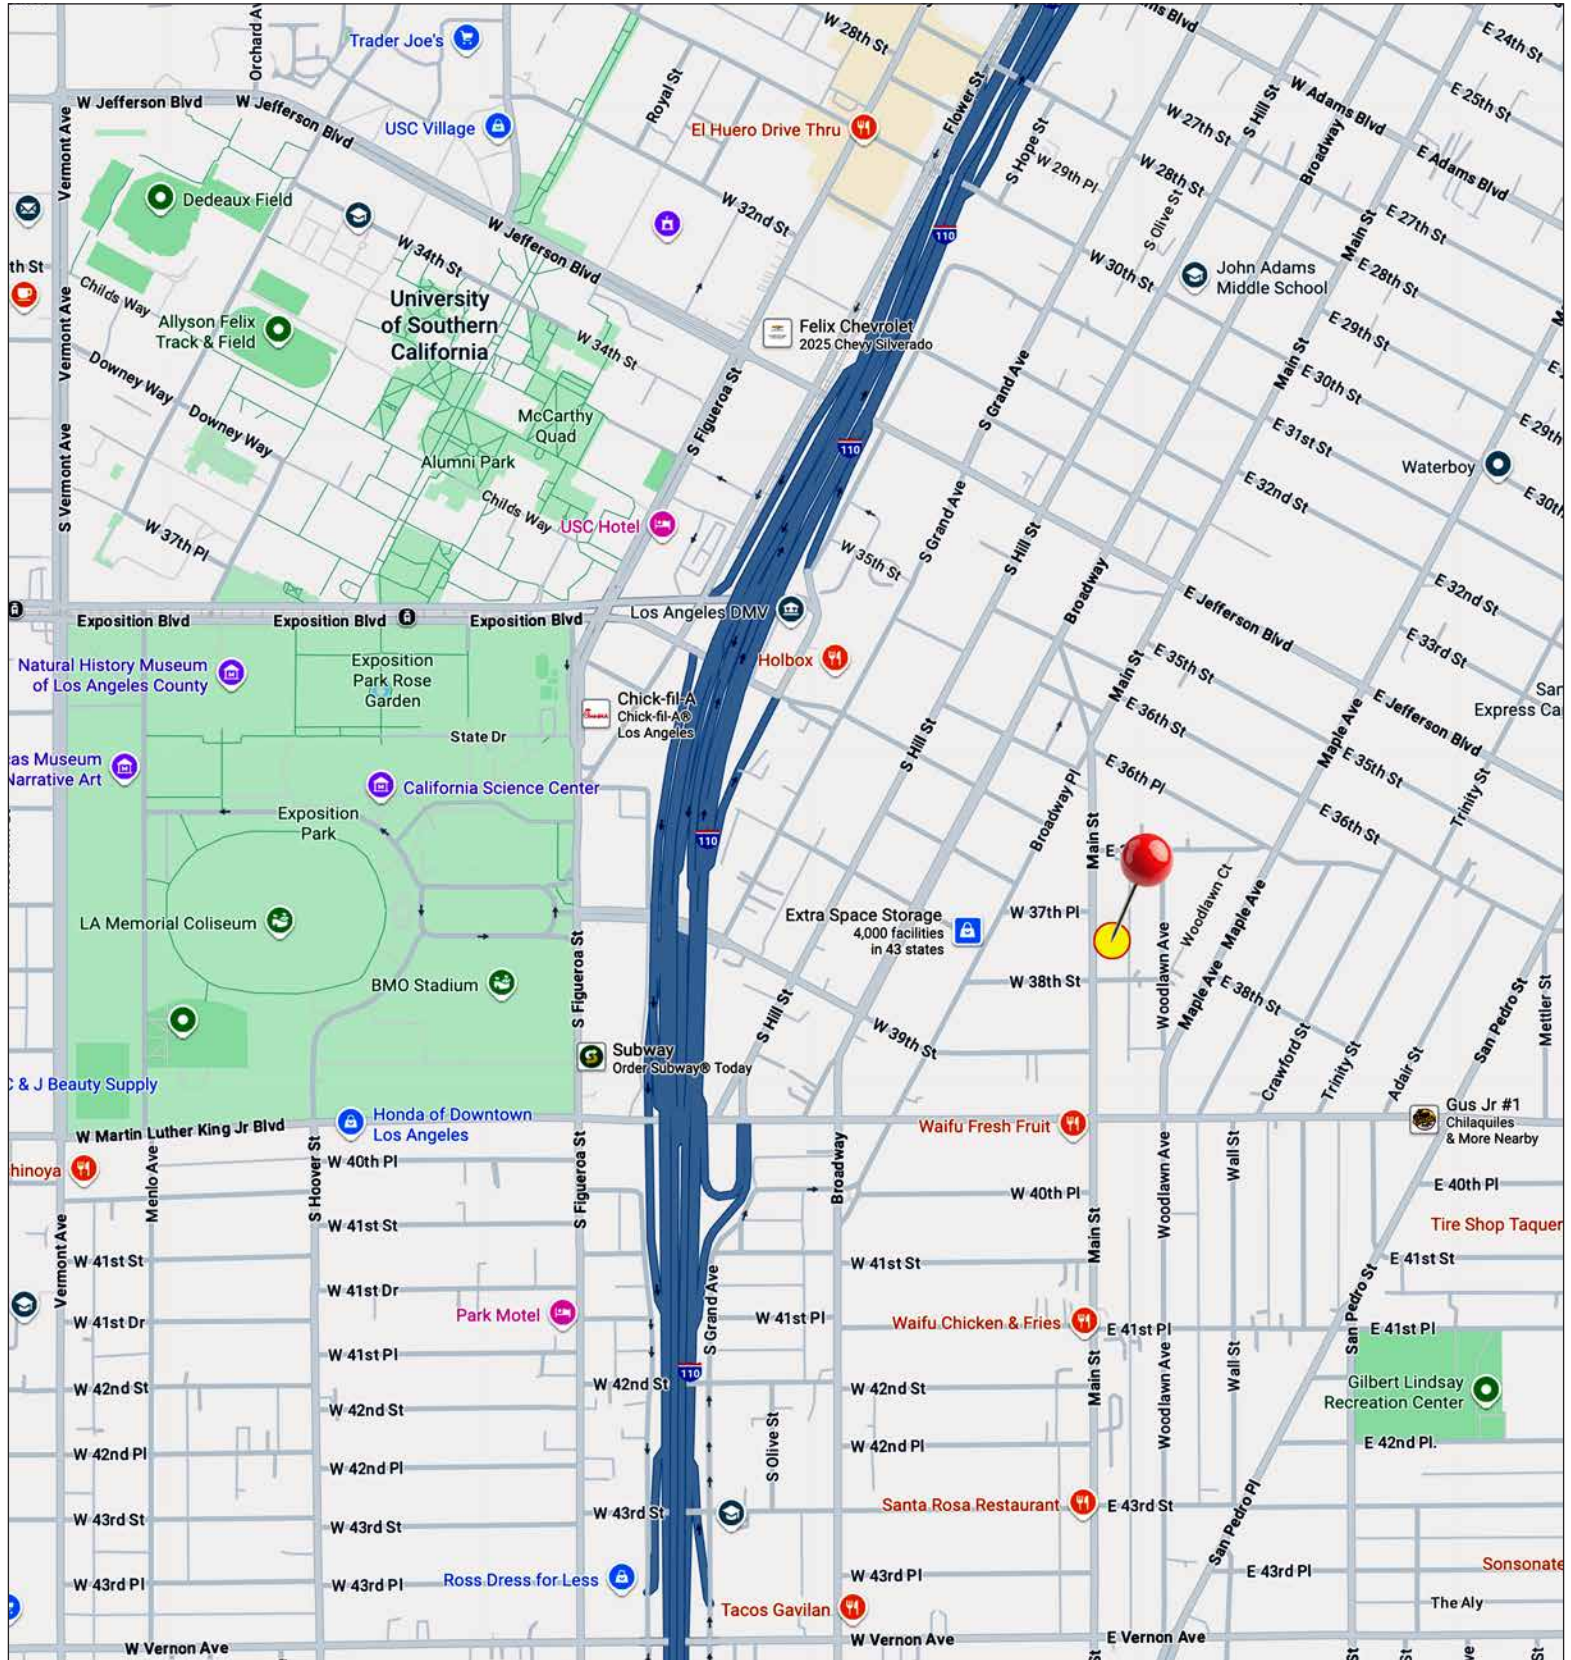 W 28th St
ms Blvd
E 24th St
Orchard Av
Trader Joe's
Royal St
Flower St
S Hill St
W Adams Blvd
E 25th St
W Jefferson Blvd
W Jefferson Blvd
USC Village
El Huero Drive Thru
S Hope St
W 27th St
Broadway
E Adams Blvd
Vermont Ave
W 29th Pl
W 28th St
Dedeaux Field
W 32nd St
S Olive St
Main St
E 27th St
W Jefferson Blvd
110
W 34th St
W 30th St
John Adams
Middle School
E 28th St
th St
Childs Way
University
of Southern
California
Vermont Ave
Allyson Felix
Track & Field
W 34th St
Felix Chevrolet
2025 Chevy Silverado
E 29th St
Main St
Downey Way
Downey Way
S Figueroa St
S Grand Ave
E 30th St
McCarthy
Quad
E 29th
110
E 31st St
Alumni Park
S Vermont Ave
Waterboy
Childs Way
USC Hotel
E 32nd St
E 30th
W 37th Pl
S Grand Ave
W 35th St
S Hill St
Broadway
E 32nd St
Los Angeles DMV
E Jefferson Blvd
Exposition Blvd
Exposition Blvd
Exposition Blvd
E 33rd St
Natural History Museum
of Los Angeles County
Exposition
Park Rose
Garden
Holbox
Main St
E 35th St
Chick-fil-A
Chick-fil-A®
Los Angeles
San
Express Ca
E 36th St
Maple Ave
E Jefferson Blvd
State Dr
S Hill St
cas Museum
Narrative Art
California Science Center
E 36th Pl
E 35th St
Trinity St
Exposition
Park
Broadway Pl
E 36th St
110
Main St
E
Woodlawn Ct
LA Memorial Coliseum
Extra Space Storage
4,000 facilities
in 43 states
W 37th Pl
Maple Ave
BMO Stadium
S Figueroa St
W 38th St
Woodlawn Ave
Maple Ave
E 38th St
San Pedro St
Mettler St
S Hill St
W 39th St
Subway
Order Subway® Today
Crawford St
Trinity St
Adair St
C & J Beauty Supply
W Martin Luther King Jr Blvd
Honda of Downtown
Los Angeles
Waifu Fresh Fruit
Gus Jr #1
Chilaquiles
& More Nearby
hinoya
Menlo Ave
S Hoover St
W 40th Pl
S Figueroa St
Broadway
Woodlawn Ave
Wall St
W 40th Pl
E 40th Pl
W 41st St
Main St
Tire Shop Taquer
Vermont Ave
W 41st St
W 41st St
E 41st St
W 41st Dr
S Grand Ave
San Pedro St
Park Motel
W 41st Dr
W 41st Pl
Waifu Chicken & Fries
E 41st Pl
E 41st Pl
W 41st Pl
110
Main St
Woodlawn Ave
Wall St
W 42nd St
W 42nd St
W 42nd St
W 42nd St
Gilbert Lindsay
Recreation Center
W 42nd Pl
W 42nd Pl
S Olive St
W 42nd Pl
E 42nd Pl.
W 43rd St
W 43rd St
W 43rd St
Santa Rosa Restaurant
E 43rd St
San Pedro Pl
W 43rd Pl
W 43rd Pl
Ross Dress for Less
W 43rd Pl
E 43rd Pl
Sonsonate
Tacos Gavilan
The Aly
W Vernon Ave
W Vernon Ave
E Vernon Ave